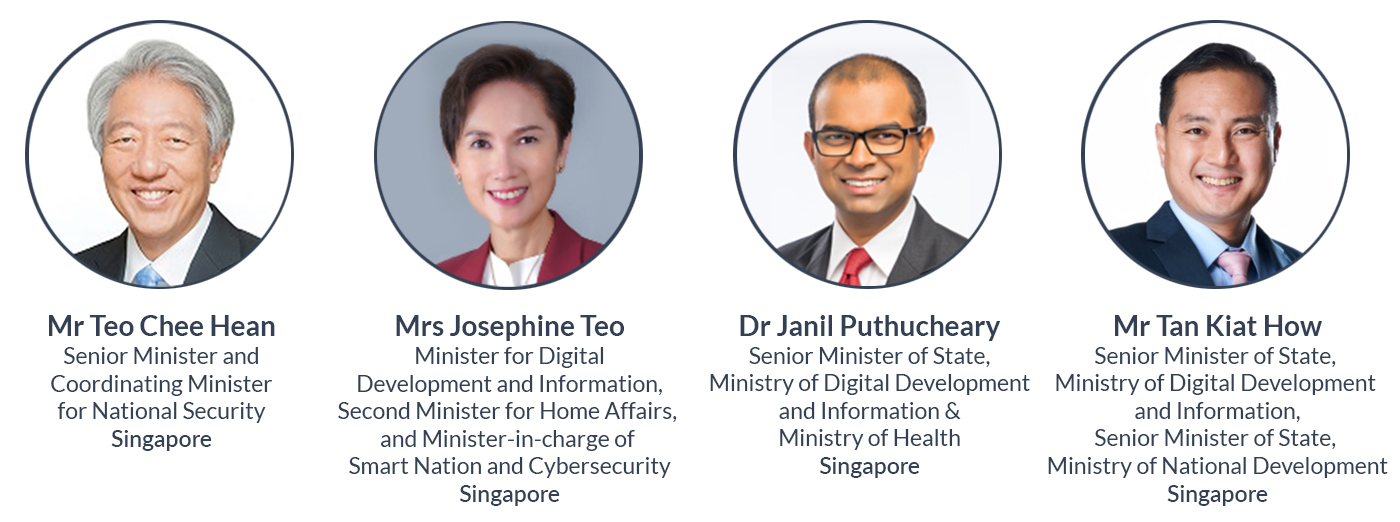 Mr Teo Chee Hean
Senior Minister and
Coordinating Minister
for National Security
Singapore
Mrs Josephine Teo
Minister for Digital
Development and Information,
Second Minister for Home Affairs,
and Minister-in-charge of
Smart Nation and Cybersecurity
Singapore
Dr Janil Puthucheary
Senior Minister of State,
Ministry of Digital Development
and Information &
Ministry of Health
Singapore
Mr Tan Kiat How
Senior Minister of State,
Ministry of Digital Development
and Information,
Senior Minister of State,
Ministry of National Development
Singapore